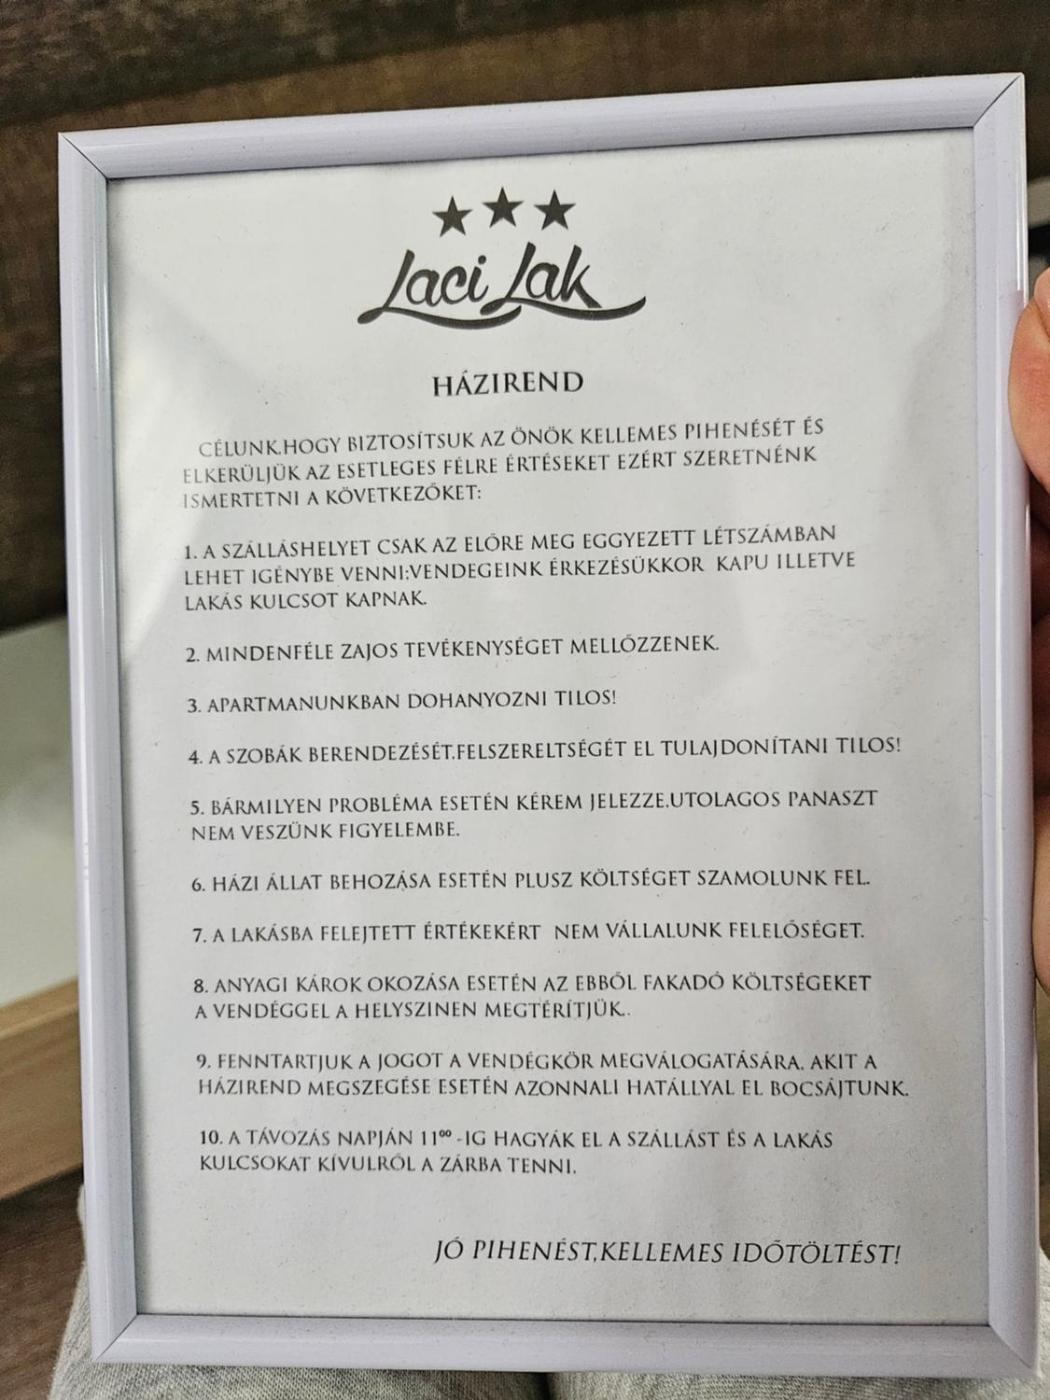 Laci Lak
HÁZIREND
CÉLUNK,HOGY BIZTOSÍTSUK AZ ÖNÖK KELLEMES PIHENÉSÉT ÉS
ELKERÜLJÜK AZ ESETLEGES FÉLRE ÉRTÉSEKET EZÉRT SZERETNÉNK
ISMERTETNI A KÖVETKEZŐKET:
1. A SZÁLLÁSHELYET CSAK AZ ELŐRE MEG EGGYEZETT LÉTSZÁMBAN
LEHET IGÉNYBE VENNI;VENDEGEINK ÉRKEZÉSÜKKOR KAPU ILLETVE
LAKÁS KULCSOT KAPNAK.
2. MINDENFÉLE ZAJOS TEVÉKENYSÉGET MELLŐZZENEK.
3. APARTMANUNKBAN DOHANYOZNI TILOS!
4. A SZOBÁK BERENDEZÉSÉT,FELSZERELTSÉGÉT EL TULAJDONÍTANI TILOS!
5. BÁRMILYEN PROBLÉMA ESETÉN KÉREM JELEZZE,UTOLAGOS PANASZT
NEM VESZÜNK FIGYELEMBE.
6. HÁZI ÁLLAT BEHOZÁSA ESETÉN PLUSZ KÖLTSÉGET SZAMOLUNK FEL.
7. A LAKÁSBA FELEJTETT ÉRTÉKEKÉRT NEM VÁLLALUNK FELELŐSÉGET.
8. ANYAGI KÁROK OKOZÁSA ESETÉN AZ EBBŐL FAKADÓ KÖLTSÉGEKET
A VENDÉGGEL A HELYSZINEN MEGTÉRÍTJÜK..
9. FENNTARTJUK A JOGOT A VENDÉGKÖR MEGVÁLOGATÁSÁRA, AKIT A
HÁZIREND MEGSZEGÉSE ESETÉN AZONNALI HATÁLLYAL EL BOCSÁJTUNK.
10. A TÁVOZÁS NAPJÁN 11⁰⁰ -IG HAGYÁK EL A SZÁLLÁST ÉS A LAKÁS
KULCSOKAT KÍVULRŐL A ZÁRBA TENNI.
JÓ PIHENÉST,KELLEMES IDŐTÖLTÉST!